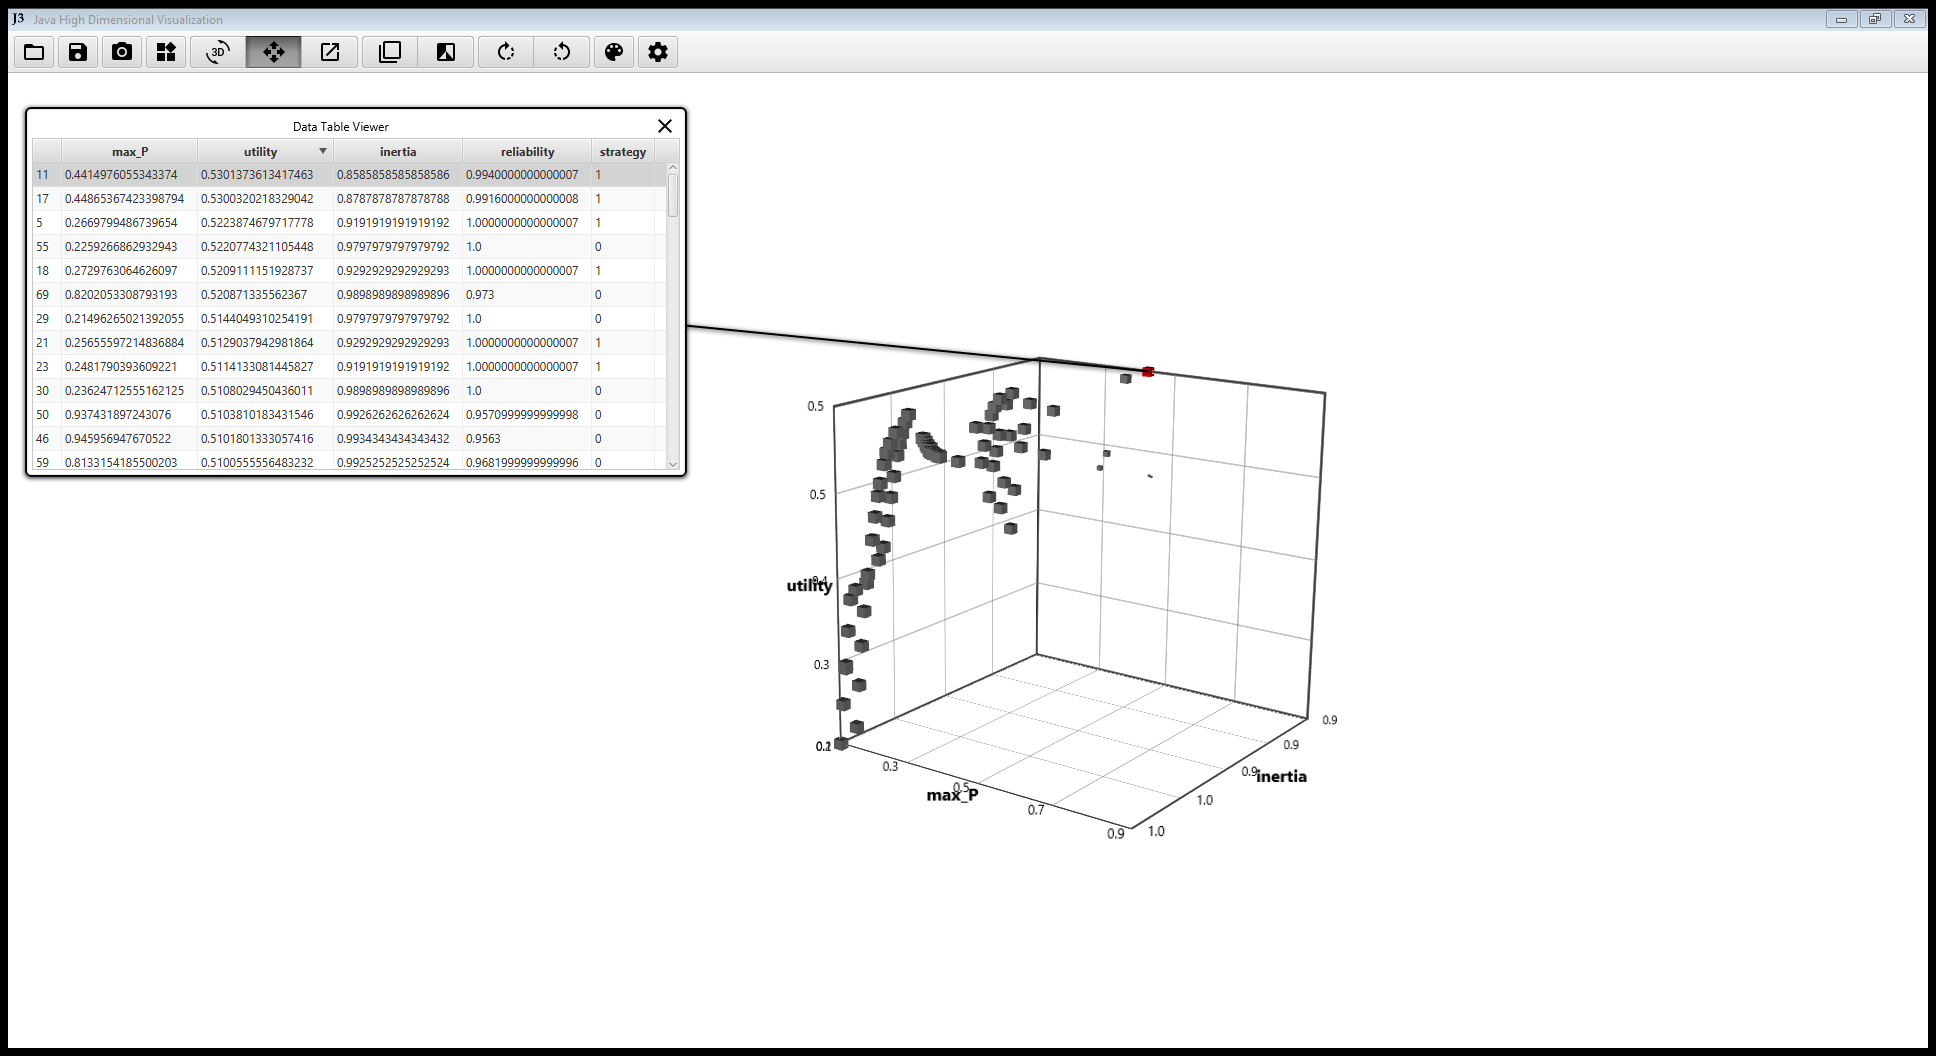 J3 Java High Dimensional Visualization
3D
Data Table Viewer
max_P utility inertia reliability strategy
11 0.4414976055343374 0.5301373613417463 0.8585858585858586 0.9940000000000007 1
17 0.44865367423398794 0.5300320218329042 0.8787878787878788 0.9916000000000008 1
5 0.2669799486739654 0.5223874679717778 0.9191919191919192 1.0000000000000007 1
55 0.2259266862932943 0.5220774321105448 0.9797979797979792 1.0 0
18 0.2729763064626097 0.5209111151928737 0.9292929292929293 1.0000000000000007 1
69 0.8202053308793193 0.520871335562367 0.9898989898989896 0.973 0
29 0.21496265021392055 0.5144049310254191 0.9797979797979792 1.0 0
21 0.25655597214836884 0.5129037942981864 0.9292929292929293 1.0000000000000007 1
23 0.2481790393609221 0.5114133081445827 0.9191919191919192 1.0000000000000007 1
30 0.23624712555162125 0.5108029450436011 0.9898989898989896 1.0 0
50 0.937431897243076 0.5103810183431546 0.9926262626262624 0.9570999999999998 0
46 0.945956947670522 0.5101801333057416 0.9934343434343432 0.9563 0
59 0.8133154185500203 0.5100555556483232 0.9925252525252524 0.9681999999999996 0
0.5
0.5
utility
0.3
0.3
0.5
max_P
0.7
0.9
1.0
1.0
0.9
inertia
0.9
0.9